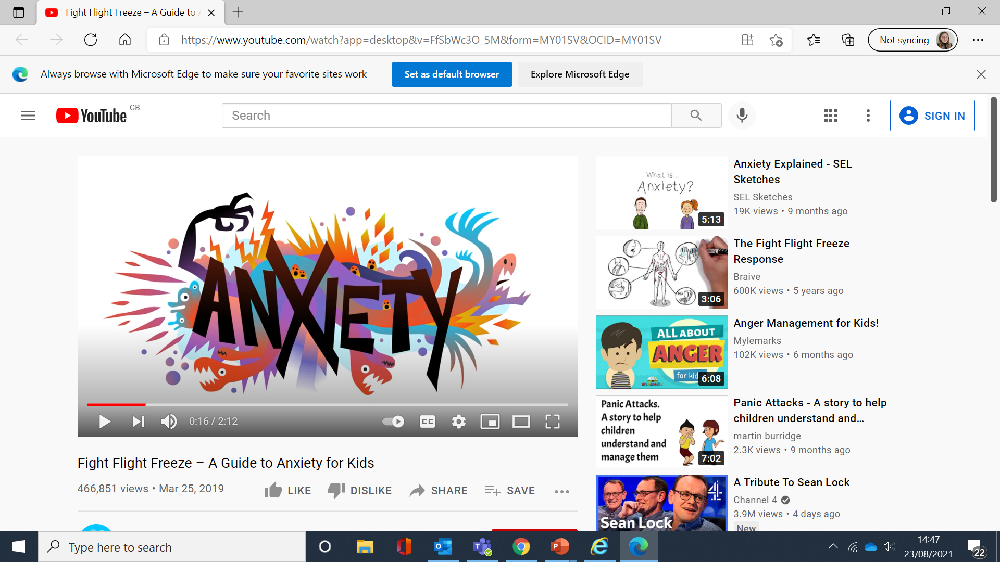 Fight Flight Freeze – A Guide to A
https://www.youtube.com/watch?app=desktop&v=FfSbWc3O_5M&form=MY01SV&OCID=MY01SV
Not syncing
Always browse with Microsoft Edge to make sure your favorite sites work
Set as default browser
Explore Microsoft Edge
YouTube GB
Search
SIGN IN
ANXIETY
0:16 / 2:12
CC
Fight Flight Freeze – A Guide to Anxiety for Kids
466,851 views • Mar 25, 2019
LIKE
DISLIKE
SHARE
SAVE
What is...
Anxiety?
5:13
Anxiety Explained - SEL
Sketches
SEL Sketches
19K views • 9 months ago
3:06
The Fight Flight Freeze
Response
Braive
600K views • 5 years ago
ALL ABOUT
ANGER
for kid
mylemarks
6:08
Anger Management for Kids!
Mylemarks
102K views • 6 months ago
Panic Attacks.
A story to help
children
understand and
manage them
7:02
Panic Attacks - A story to help
children understand and...
martin burridge
2.3K views • 9 months ago
4
Sean Lock
A Tribute To Sean Lock
Channel 4
3.9M views • 4 days ago
New
Type here to search
14:47
23/08/2021
22